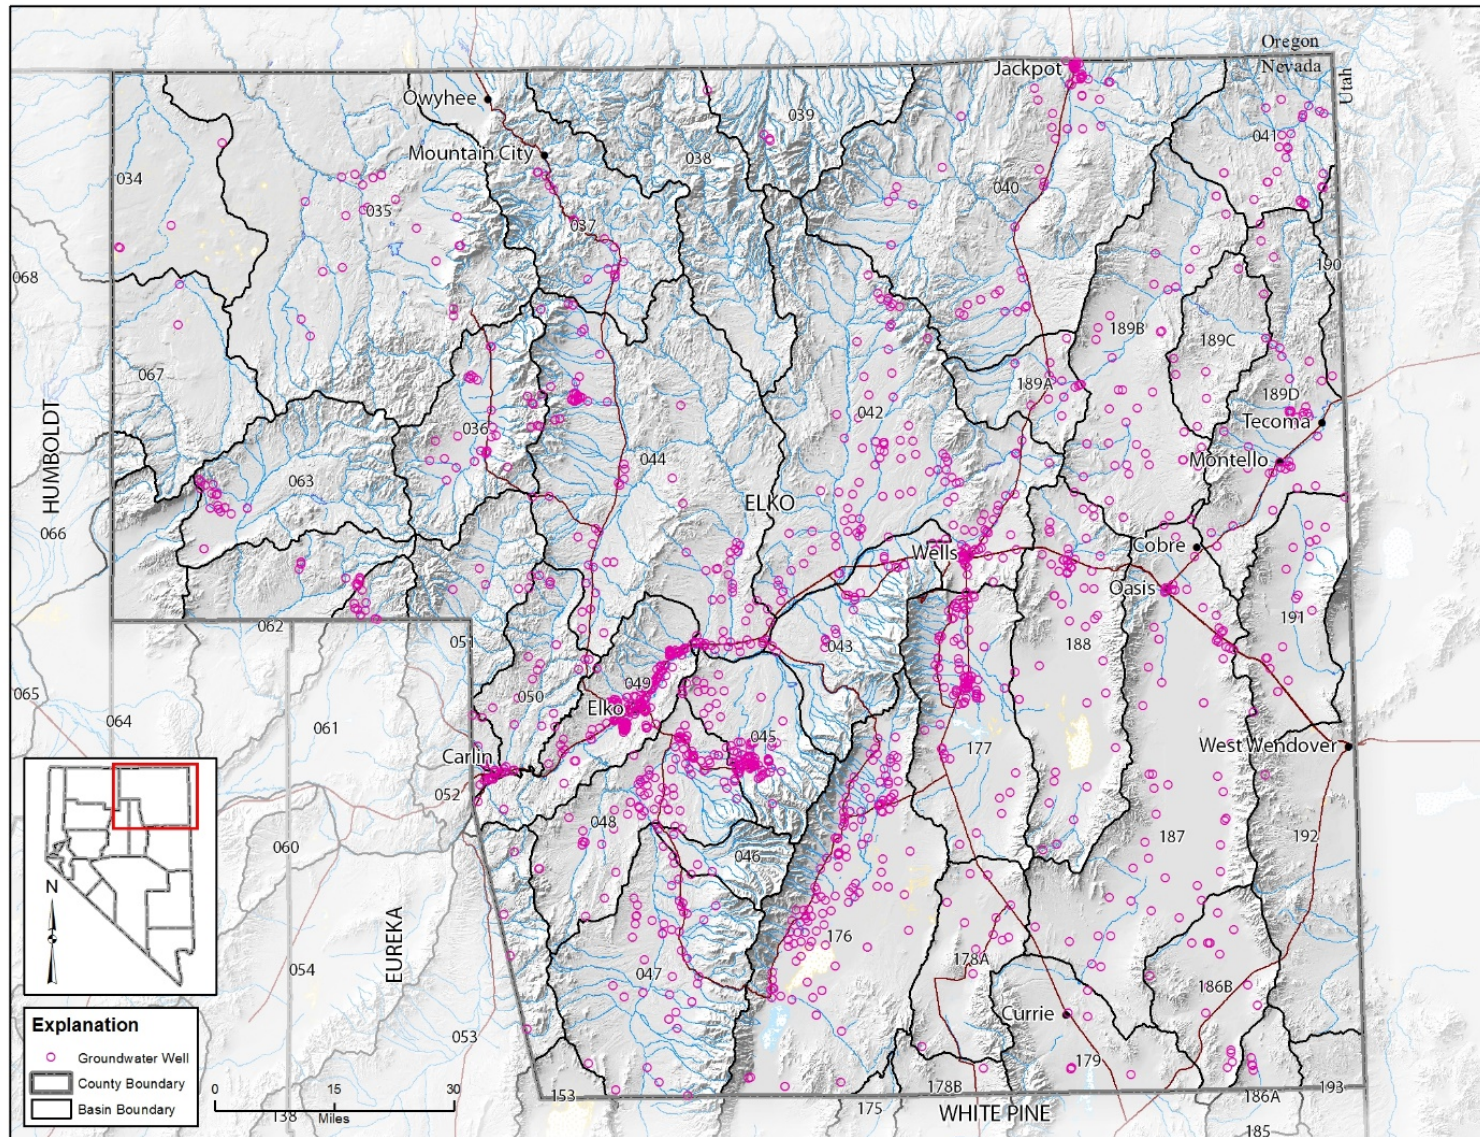 Oregon
Nevada
Utah
Jackpot
Owyhee
039
041
Mountain City
038
034
040
035
037
068
190
189B
189C
067
189A
189D
042
Tecoma
036
HUMBOLDT
044
Montello
063
ELKO
066
Wells
Cobre
Oasis
191
062
051
043
188
049
065
050
064
061
Elko
045
177
West Wendover
Carlin
052
048
187
192
060
046
176
178A
EUREKA
054
047
186B
Currie
053
179
178B
193
153
175
186A
138
WHITE PINE
185
N
Explanation
Groundwater Well
County Boundary
Basin Boundary
0 15 30
Miles